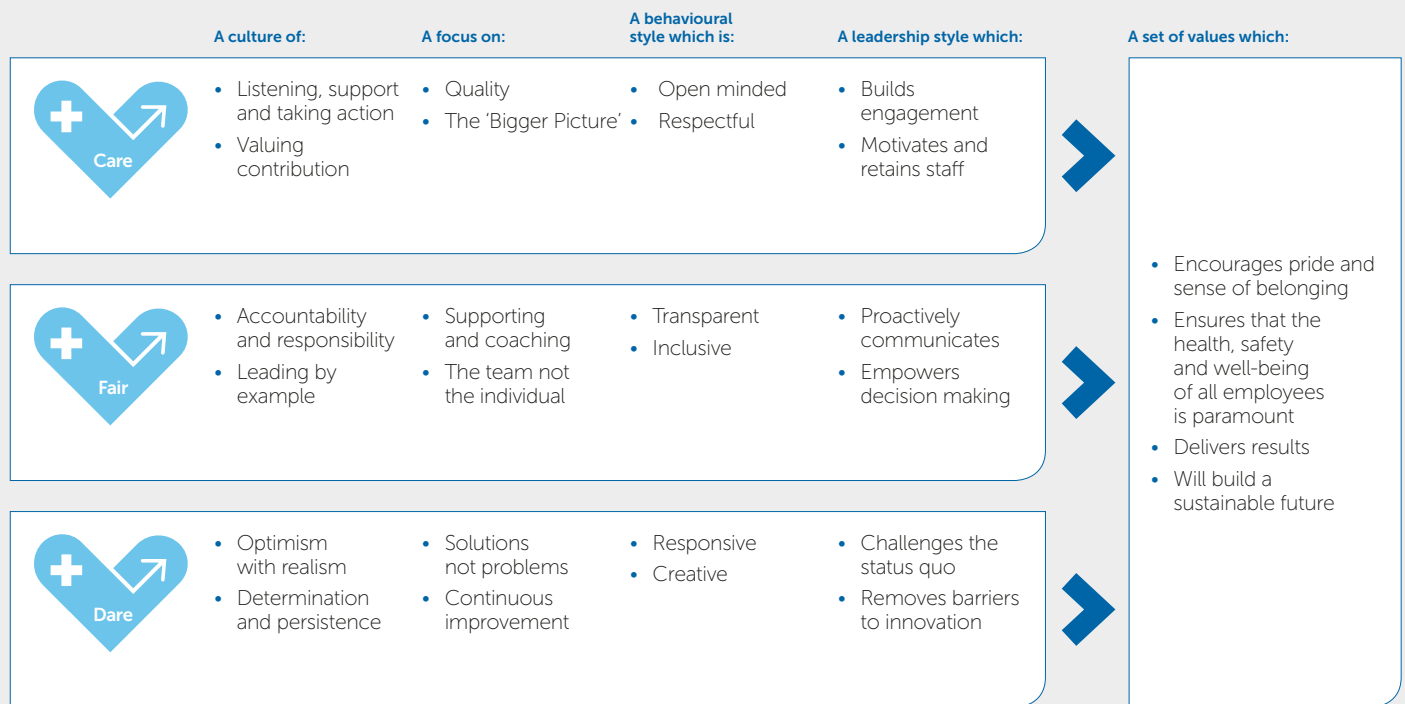 A culture of:
A focus on:
A behavioural
style which is:
A leadership style which:
A set of values which:
Care
• Listening, support
and taking action
• Valuing
contribution
• Quality
• The ‘Bigger Picture’
• Open minded
• Respectful
• Builds
engagement
• Motivates and
retains staff
Fair
• Accountability
and responsibility
• Leading by
example
• Supporting
and coaching
• The team not
the individual
• Transparent
• Inclusive
• Proactively
communicates
• Empowers
decision making
Dare
• Optimism
with realism
• Determination
and persistence
• Solutions
not problems
• Continuous
improvement
• Responsive
• Creative
• Challenges the
status quo
• Removes barriers
to innovation
• Encourages pride and
sense of belonging
• Ensures that the
health, safety
and well-being
of all employees
is paramount
• Delivers results
• Will build a
sustainable future